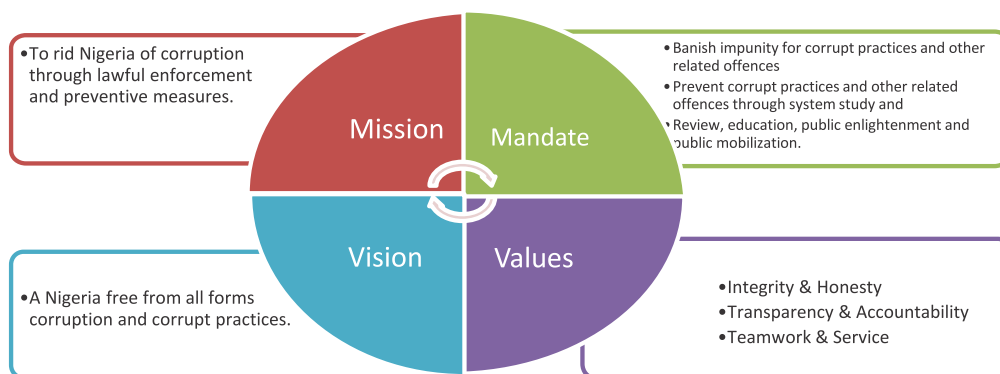 •To rid Nigeria of corruption
through lawful enforcement
and preventive measures.
Mission
Mandate
•Banish impunity for corrupt practices and other
related offences
•Prevent corrupt practices and other related
offences through system study and
•Review, education, public enlightenment and
public mobilization.
Vision
•A Nigeria free from all forms
corruption and corrupt practices.
Values
•Integrity & Honesty
•Transparency & Accountability
•Teamwork & Service